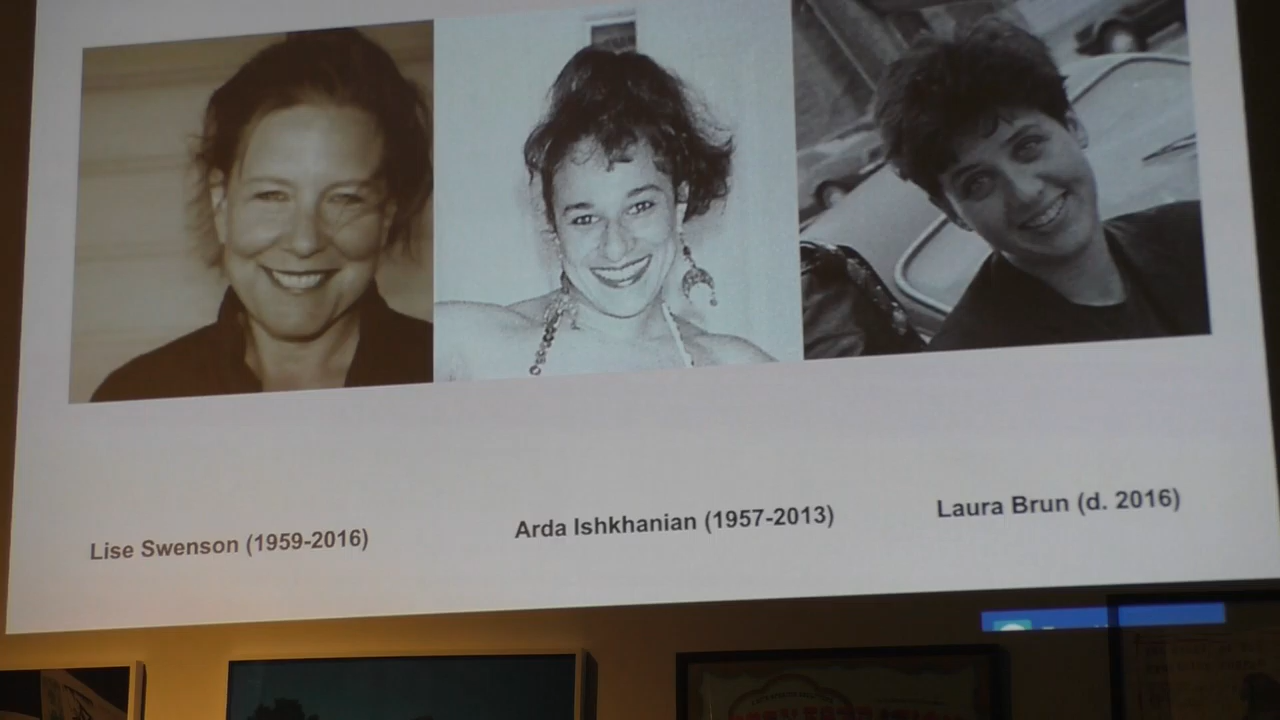 Lise Swenson (1959-2016)
Arda Ishkhanian (1957-2013)
Laura Brun (d. 2016)